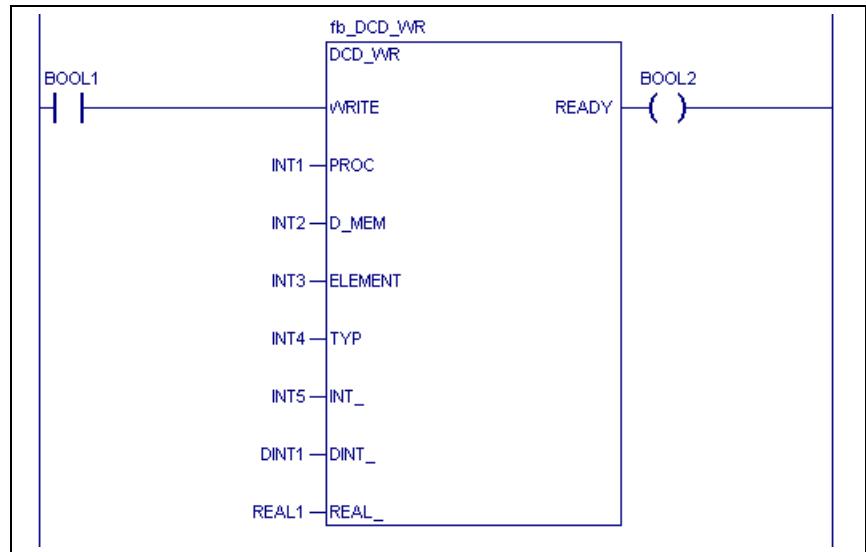 fb_DCD_WR
DCD_WR
BOOL1
BOOL2
WRITE
READY
INT1
PROC
INT2
D_MEM
INT3
ELEMENT
INT4
TYP
INT5
INT_
DINT1
DINT_
REAL1
REAL_